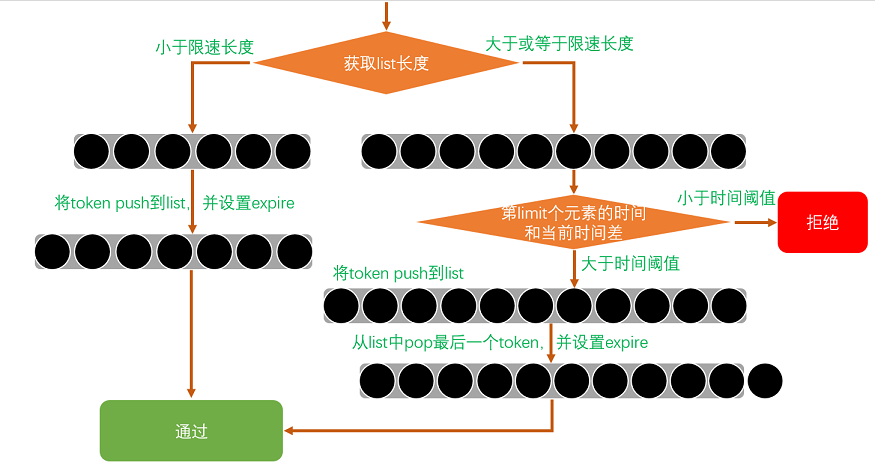 小于限速长度
大于或等于限速长度
获取list长度
将token push到list，并设置expire
第limit个元素的时间
和当前时间差
小于时间阈值
拒绝
大于时间阈值
将token push到list
从list中pop最后一个token，并设置expire
通过